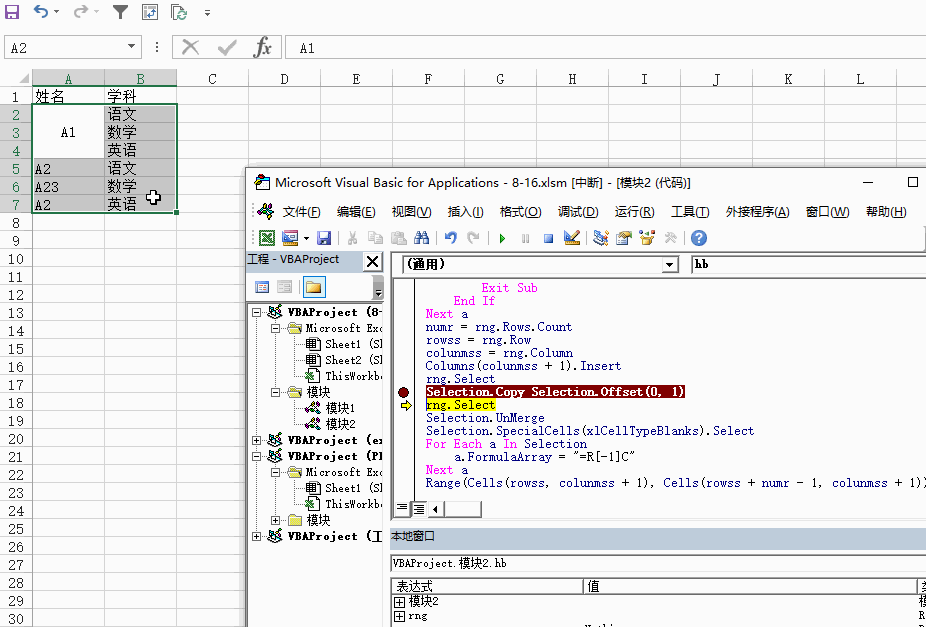 A2
fx
A1
A B C D E F G H I J K L
1 姓名 学科
2 语文
3 A1 数学
4 英语
5 A2 语文
6 A23 数学
7 A2 英语
8
9
10
11
12
13
14
15
16
17
18
19
20
21
22
23
24
25
26
27
28
29
30
Microsoft Visual Basic for Applications - 8-16.xlsm [中断] - [模块2 (代码)]
文件(F) 编辑(E) 视图(V) 插入(I) 格式(O) 调试(D) 运行(R) 工具(T) 外接程序(A) 窗口(W) 帮助(H)
工程 - VBAProject
VBAProject (8-
Microsoft Exc
Sheet1 (Sh
Sheet2 (Sh
ThisWorkbo
模块
模块1
模块2
VBAProject (ex
VBAProject (PE
Microsoft Exc
Sheet1 (Sh
ThisWorkbo
模块
VBAProject (工
(通用)
hb
Exit Sub
End If
Next a
numr = rng.Rows.Count
rowss = rng.Row
colunmss = rng.Column
Columns(colunmss + 1).Insert
rng.Select
Selection.Copy Selection.Offset(0, 1)
rng.Select
Selection.UnMerge
Selection.SpecialCells(xlCellTypeBlanks).Select
For Each a In Selection
a.FormulaArray = "=R[-1]C"
Next a
Range(Cells(rowss, colunmss + 1), Cells(rowss + numr - 1, colunmss + 1))
本地窗口
VBAProject.模块2.hb
表达式 值
模块2
rng